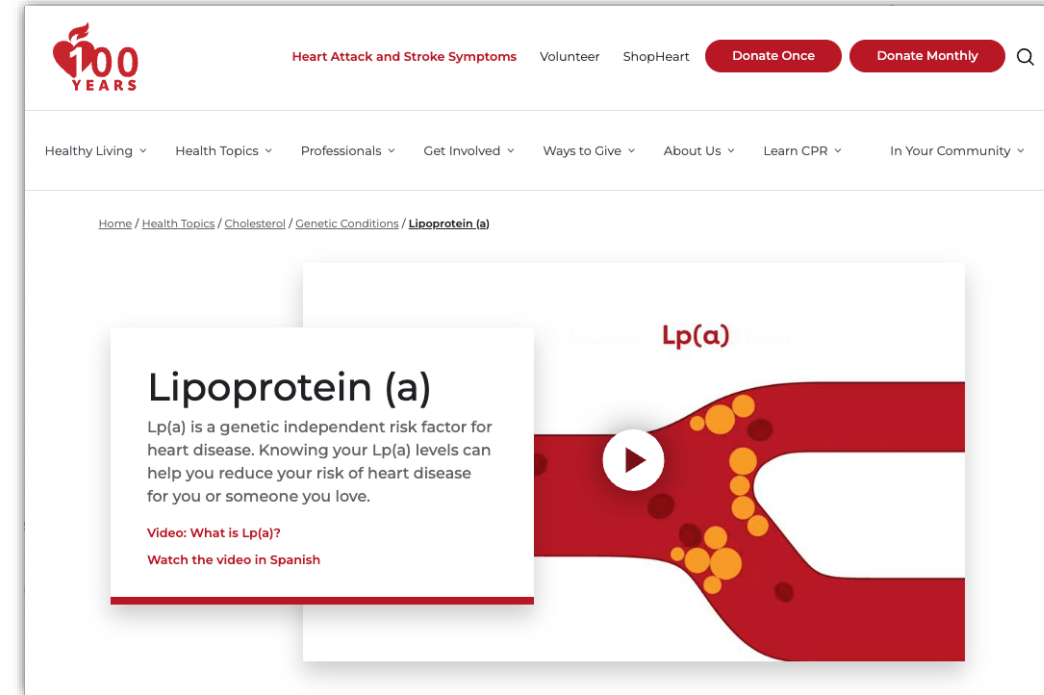 100
YEARS
Heart Attack and Stroke Symptoms Volunteer ShopHeart Donate Once Donate Monthly
Healthy Living Health Topics Professionals Get Involved Ways to Give About Us Learn CPR In Your Community
Home / Health Topics / Cholesterol / Genetic Conditions / Lipoprotein (a)
Lp(a)
Lipoprotein (a)
Lp(a) is a genetic independent risk factor for
heart disease. Knowing your Lp(a) levels can
help you reduce your risk of heart disease
for you or someone you love.
Video: What is Lp(a)?
Watch the video in Spanish